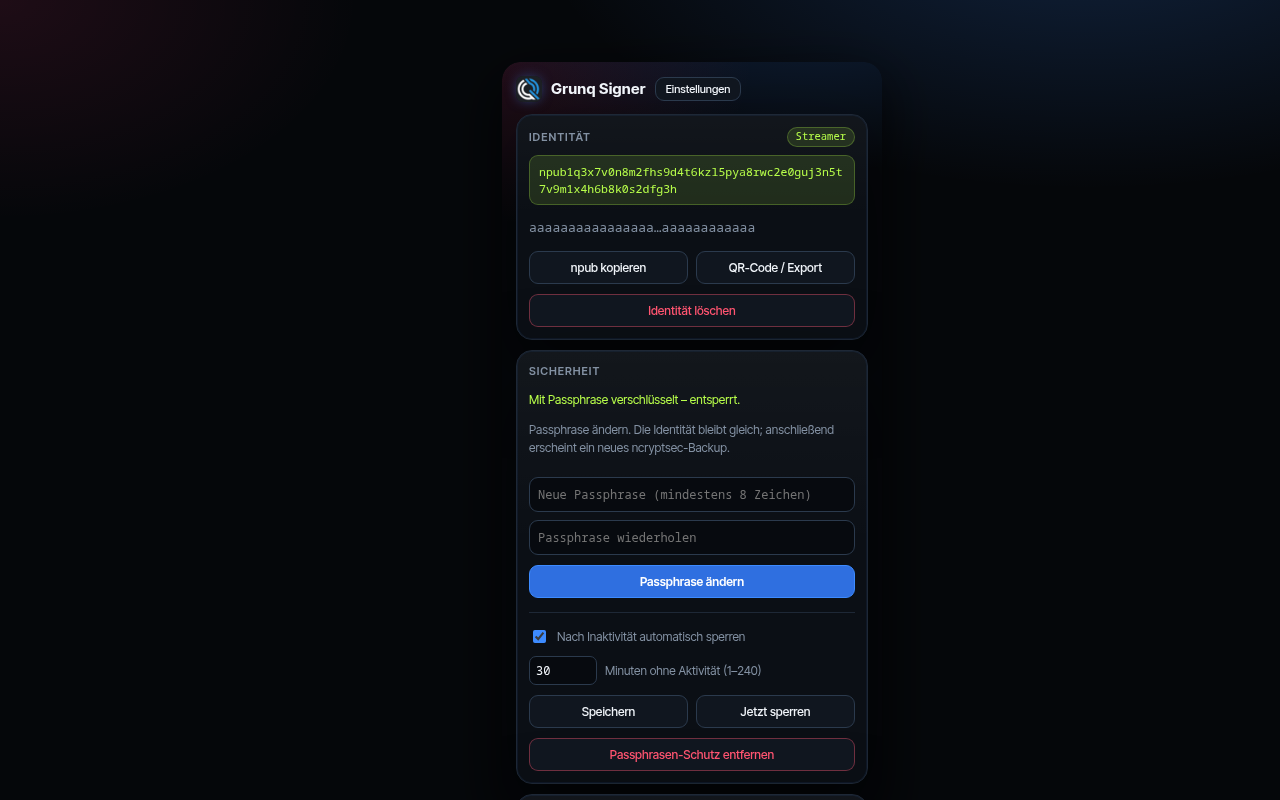 Grunq Signer Einstellungen
IDENTITÄT Streamer
npub1q3x7v0n8m2fhs9d4t6kzl5pya8rwc2e0guj3n5t
7v9m1x4h6b8k0s2dfg3h
aaaaaaaaaaaaaaaa…aaaaaaaaaaaa
npub kopieren QR-Code / Export
Identität löschen
SICHERHEIT
Mit Passphrase verschlüsselt – entsperrt.
Passphrase ändern. Die Identität bleibt gleich; anschließend
erscheint ein neues ncryptsec-Backup.
Neue Passphrase (mindestens 8 Zeichen)
Passphrase wiederholen
Passphrase ändern
Nach Inaktivität automatisch sperren
30 Minuten ohne Aktivität (1–240)
Speichern Jetzt sperren
Passphrasen-Schutz entfernen